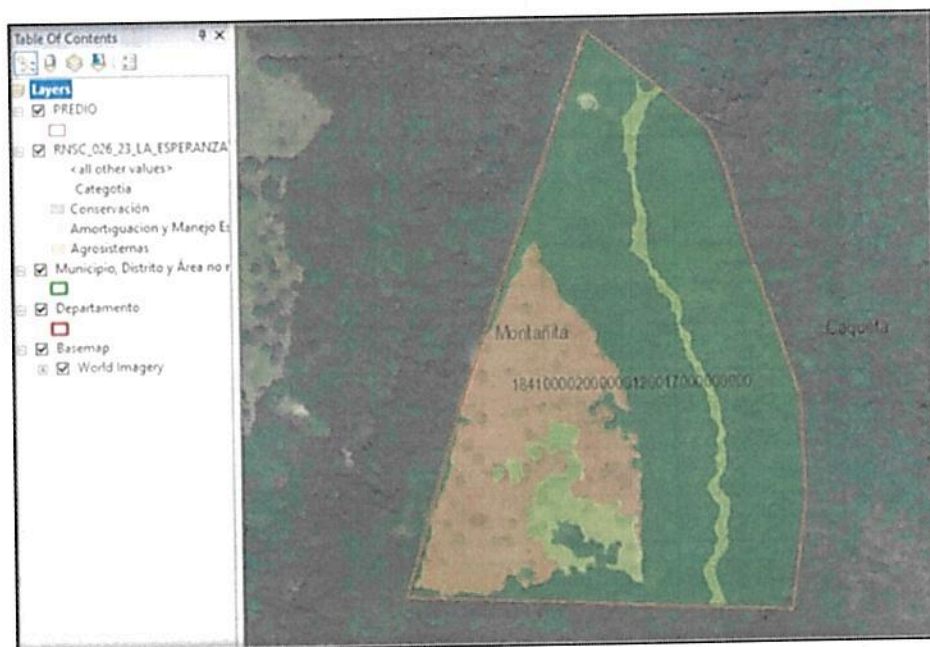 Table Of Contents
Layers
PREDIO
RNSC_026_23_LA_ESPERANZA
<all other values>
Categotia
Conservación
Amortiguacion y Manejo Es
Agrosistemas
Municipio, Distrito y Área no r
Departamento
Basemap
World Imagery
Montañita
Caqueta